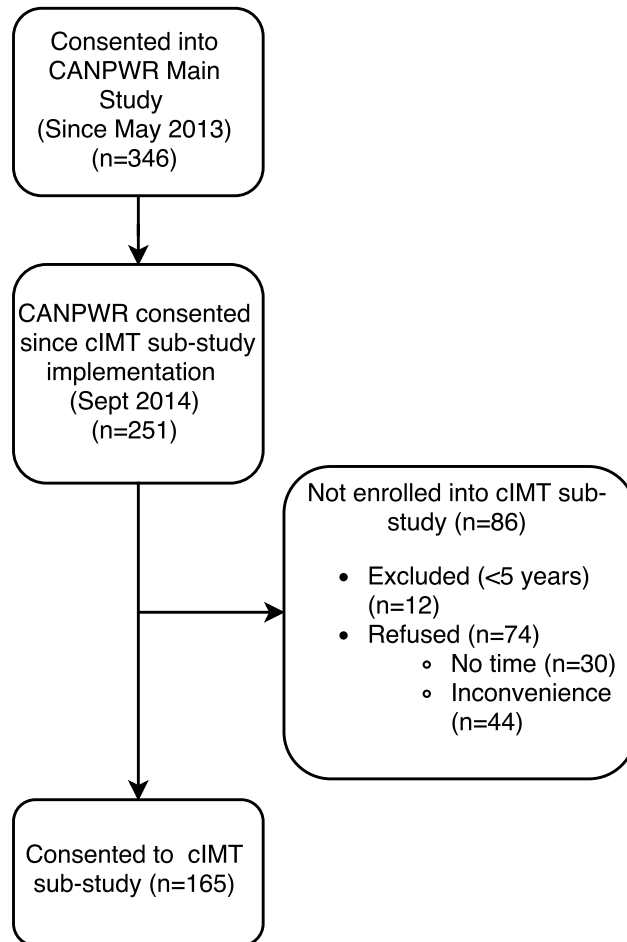 Consented into
CANPWR Main
Study
(Since May 2013)
(n=346)
CANPWR consented
since cIMT sub-study
implementation
(Sept 2014)
(n=251)
Not enrolled into cIMT sub-
study (n=86)
• Excluded (<5 years)
(n=12)
• Refused (n=74)
◦ No time (n=30)
◦ Inconvenience
(n=44)
Consented to cIMT
sub-study (n=165)